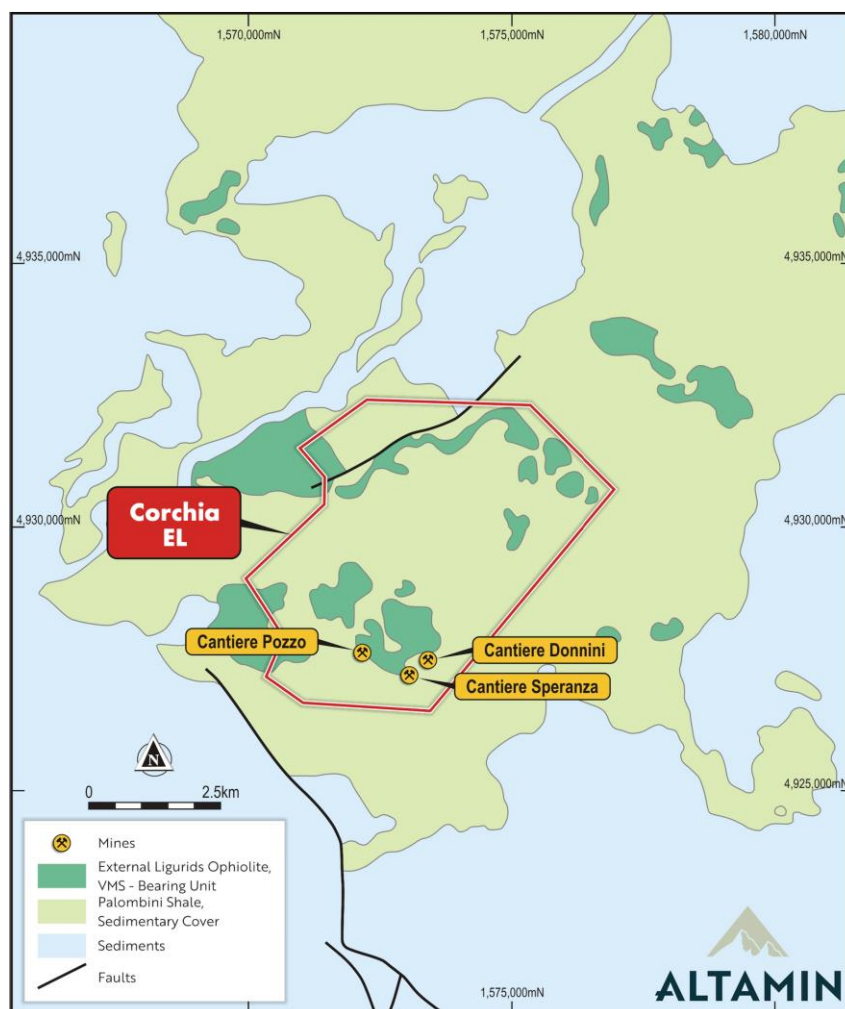 1,570,000mN
1,575,000mN
1,580,000mN
4,935,000mN
4,935,000mN
Corchia
EL
4,930,000mN
4,930,000mN
Cantiere Pozzo
Cantiere Donnini
Cantiere Speranza
N
0
2.5km
4,925,000mN
Mines
External Ligurids Ophiolite,
VMS - Bearing Unit
Palombini Shale,
Sedimentary Cover
Sediments
Faults
1,575,000mN
ALTAMIN